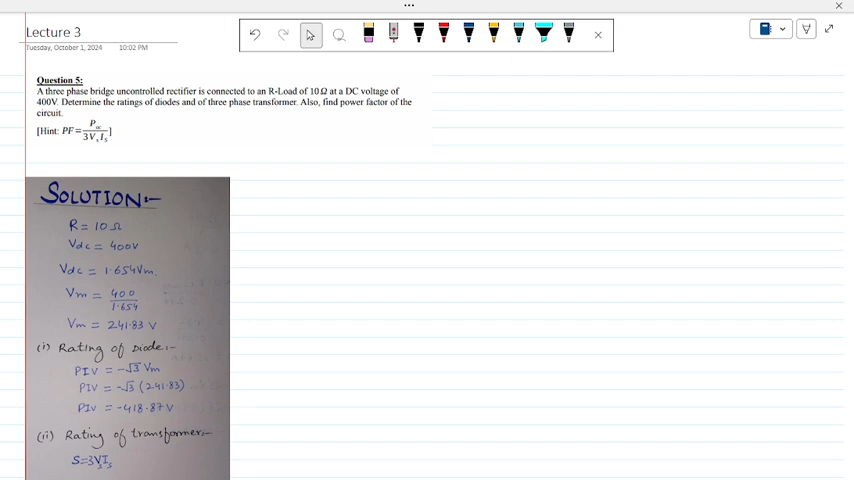 Lecture 3
Tuesday, October 1, 2024 10:02 PM
Question 5:
A three phase bridge uncontrolled rectifier is connected to an R-Load of 10Ω at a DC voltage of
400V. Determine the ratings of diodes and of three phase transformer. Also, find power factor of the
circuit.
[Hint: PF = P_ac / 3V_sI_s]
SOLUTION:-
R = 10 Ω
Vdc = 400V
Vdc = 1.654Vm
Vm = 400 / 1.654
Vm = 241.83 V
(i) Rating of Diode:-
PIV = -√3 Vm
PIV = -√3 (241.83)
PIV = -418.87 V
(ii) Rating of transformer:-
S=3V_sI_s